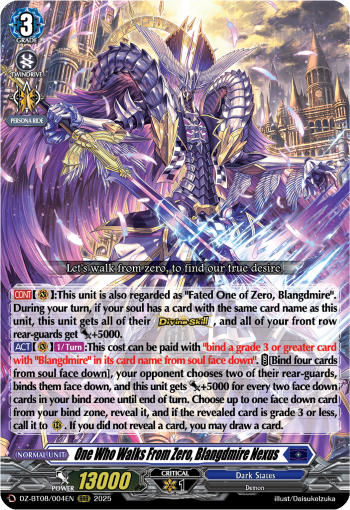 3
GRADE
TWINDRIVE
PERSONA RIDE
Let's walk from zero, to find our true desire.
CONT【 】:This unit is also regarded as "Fated One of Zero, Blangdmire".
During your turn, if your soul has a card with the same card name as this
unit, this unit gets all of their Divine Skill , and all of your front row
rear-guards get +5000.
ACT【 】1/Turn:This cost can be paid with "bind a grade 3 or greater card
with "Blangdmire" in its card name from soul face down". [Bind four cards
from soul face down], your opponent chooses two of their rear-guards,
binds them face down, and this unit gets +5000 for every two face down
cards in your bind zone until end of turn. Choose up to one face down card
from your bind zone, reveal it, and if the revealed card is grade 3 or less,
call it to . If you did not reveal a card, you may draw a card.
NORMAL UNIT
One Who Walks From Zero, Blangdmire Nexus
POWER 13000
CRITICAL
1
Dark States
Demon
DZ-BT08/004EN RRR 2025
illust/DaisukeIzuka